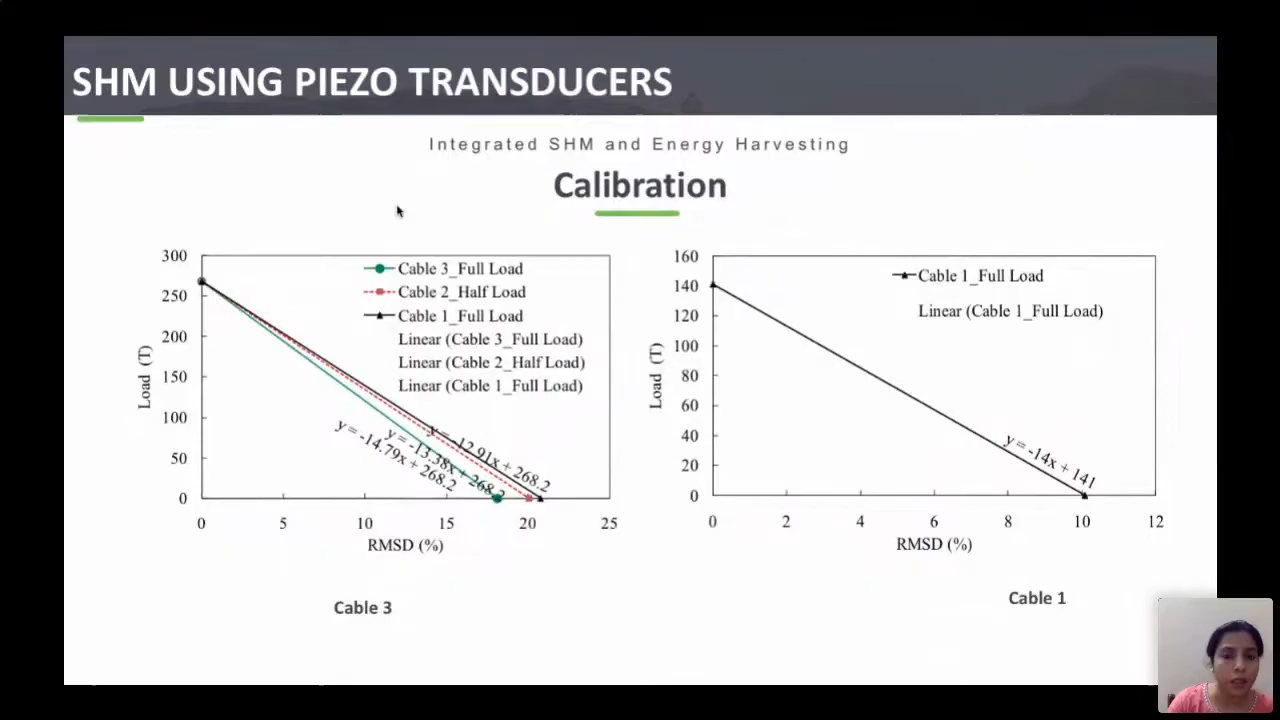 SHM USING PIEZO TRANSDUCERS
Integrated SHM and Energy Harvesting
Calibration
300
250
200
150
100
50
0
Load (T)
Cable 3_Full Load
Cable 2_Half Load
Cable 1_Full Load
Linear (Cable 3_Full Load)
Linear (Cable 2_Half Load)
Linear (Cable 1_Full Load)
y = -12.91x + 268.2
y = -13.38x + 268.2
y = -14.79x + 268.2
0 5 10 15 20 25
RMSD (%)
Cable 3
160
140
120
100
80
60
40
20
0
Load (T)
Cable 1_Full Load
Linear (Cable 1_Full Load)
y = -14x + 141
0 2 4 6 8 10 12
RMSD (%)
Cable 1